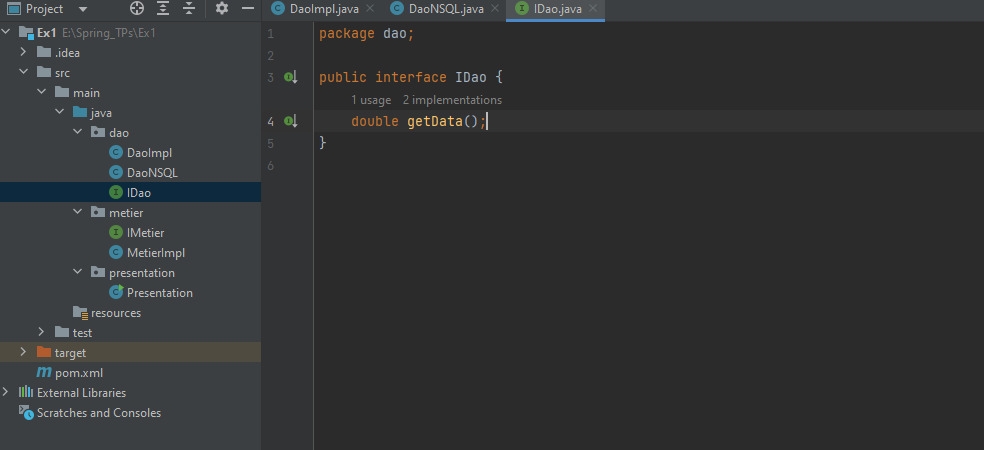 Project
DaoImpl.java
DaoNSQL.java
IDao.java
Ex1 E:\Spring_TPs\Ex1
.idea
src
main
java
dao
DaoImpl
DaoNSQL
IDao
metier
IMetier
MetierImpl
presentation
Presentation
resources
test
target
pom.xml
External Libraries
Scratches and Consoles
1 package dao;
2
3 public interface IDao {
1 usage 2 implementations
4 double getData();
5 }
6